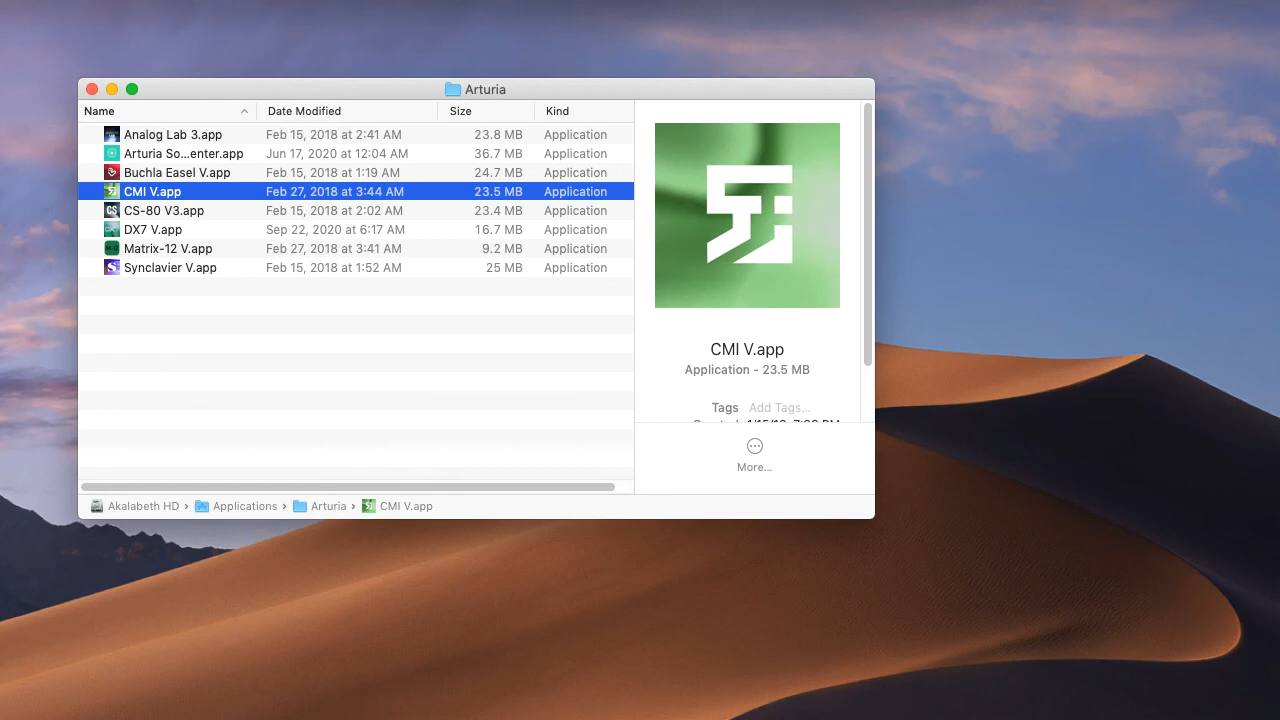 Arturia
Name Date Modified Size Kind
Analog Lab 3.app Feb 15, 2018 at 2:41 AM 23.8 MB Application
Arturia So...enter.app Jun 17, 2020 at 12:04 AM 36.7 MB Application
Buchla Easel V.app Feb 15, 2018 at 1:19 AM 24.7 MB Application
CMI V.app Feb 27, 2018 at 3:44 AM 23.5 MB Application
CS-80 V3.app Feb 15, 2018 at 2:02 AM 23.4 MB Application
DX7 V.app Sep 22, 2020 at 6:17 AM 16.7 MB Application
Matrix-12 V.app Feb 27, 2018 at 3:41 AM 9.2 MB Application
Synclavier V.app Feb 15, 2018 at 1:52 AM 25 MB Application
CMI V.app
Application - 23.5 MB
Tags Add Tags...
More...
Akalabeth HD › Applications › Arturia › CMI V.app